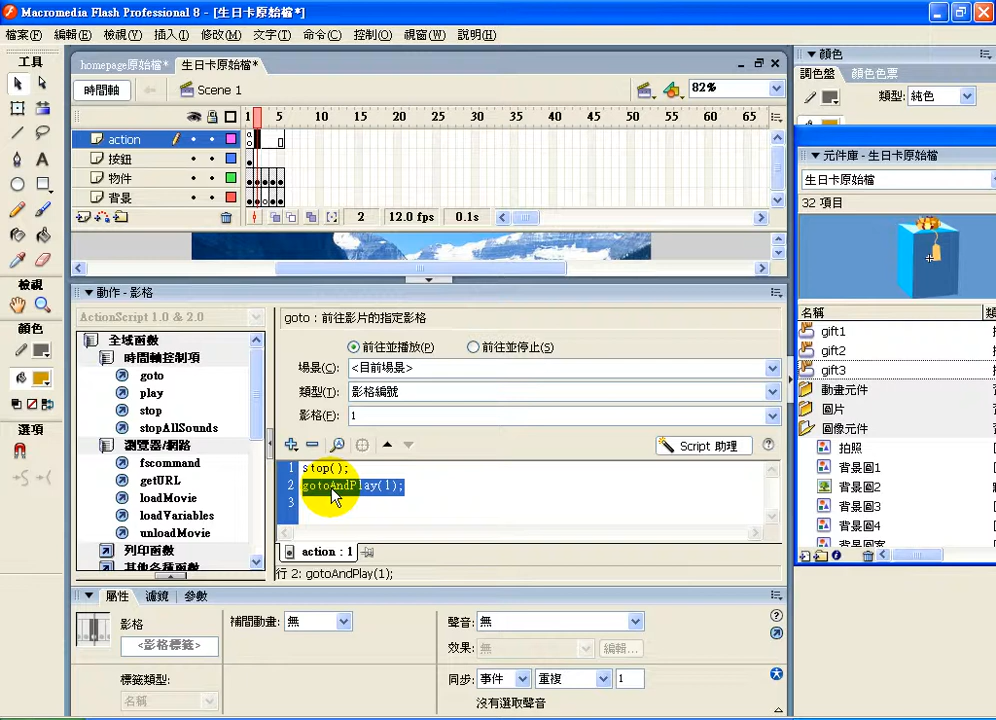 Macromedia Flash Professional 8 - [生日卡原始檔*]
檔案(F) 編輯(E) 檢視(V) 插入(I) 修改(M) 文字(T) 命令(C) 控制(O) 視窗(W) 說明(H)
工具
homepage原始檔* 生日卡原始檔*
時間軸 Scene 1 82%
1 5 10 15 20 25 30 35 40 45 50 55 60 65
action
按鈕
物件
背景
2 12.0 fps 0.1s
檢視
顏色
選項
動作 - 影格
ActionScript 1.0 & 2.0
全域函數
時間軸控制項
goto
play
stop
stopAllSounds
瀏覽器/網路
fscommand
getURL
loadMovie
loadVariables
unloadMovie
列印函數
其他各種函數
goto : 前往影片的指定影格
前往並播放(P) 前往並停止(S)
場景(C): <目前場景>
類型(T): 影格編號
影格(F): 1
Script 助理
1 stop();
2 gotoAndPlay(1);
3
action : 1
行 2: gotoAndPlay(1);
屬性 濾鏡 參數
影格
<影格標籤>
標籤類型:
名稱
補間動畫: 無
聲音: 無
效果: 無 編輯...
同步: 事件 重複 1
沒有選取聲音
顏色
調色盤 顏色色票
類型: 純色
元件庫 - 生日卡原始檔
生日卡原始檔
32 項目
名稱
gift1
gift2
gift3
動畫元件
圖片
圖像元件
拍照
背景圖1
背景圖2
背景圖3
背景圖4